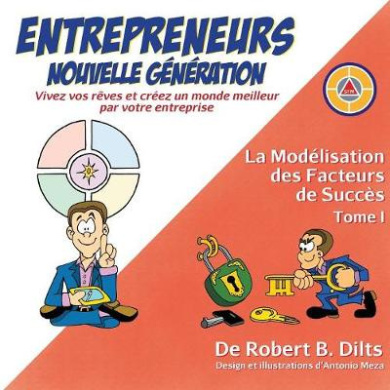 ENTREPRENEURS
NOUVELLE GÉNÉRATION
Vivez vos rêves et créez un monde meilleur
par votre entreprise
La Modélisation
des Facteurs
de Succès
Tome I
De Robert B. Dilts
Design et illustrations d'Antonio Meza